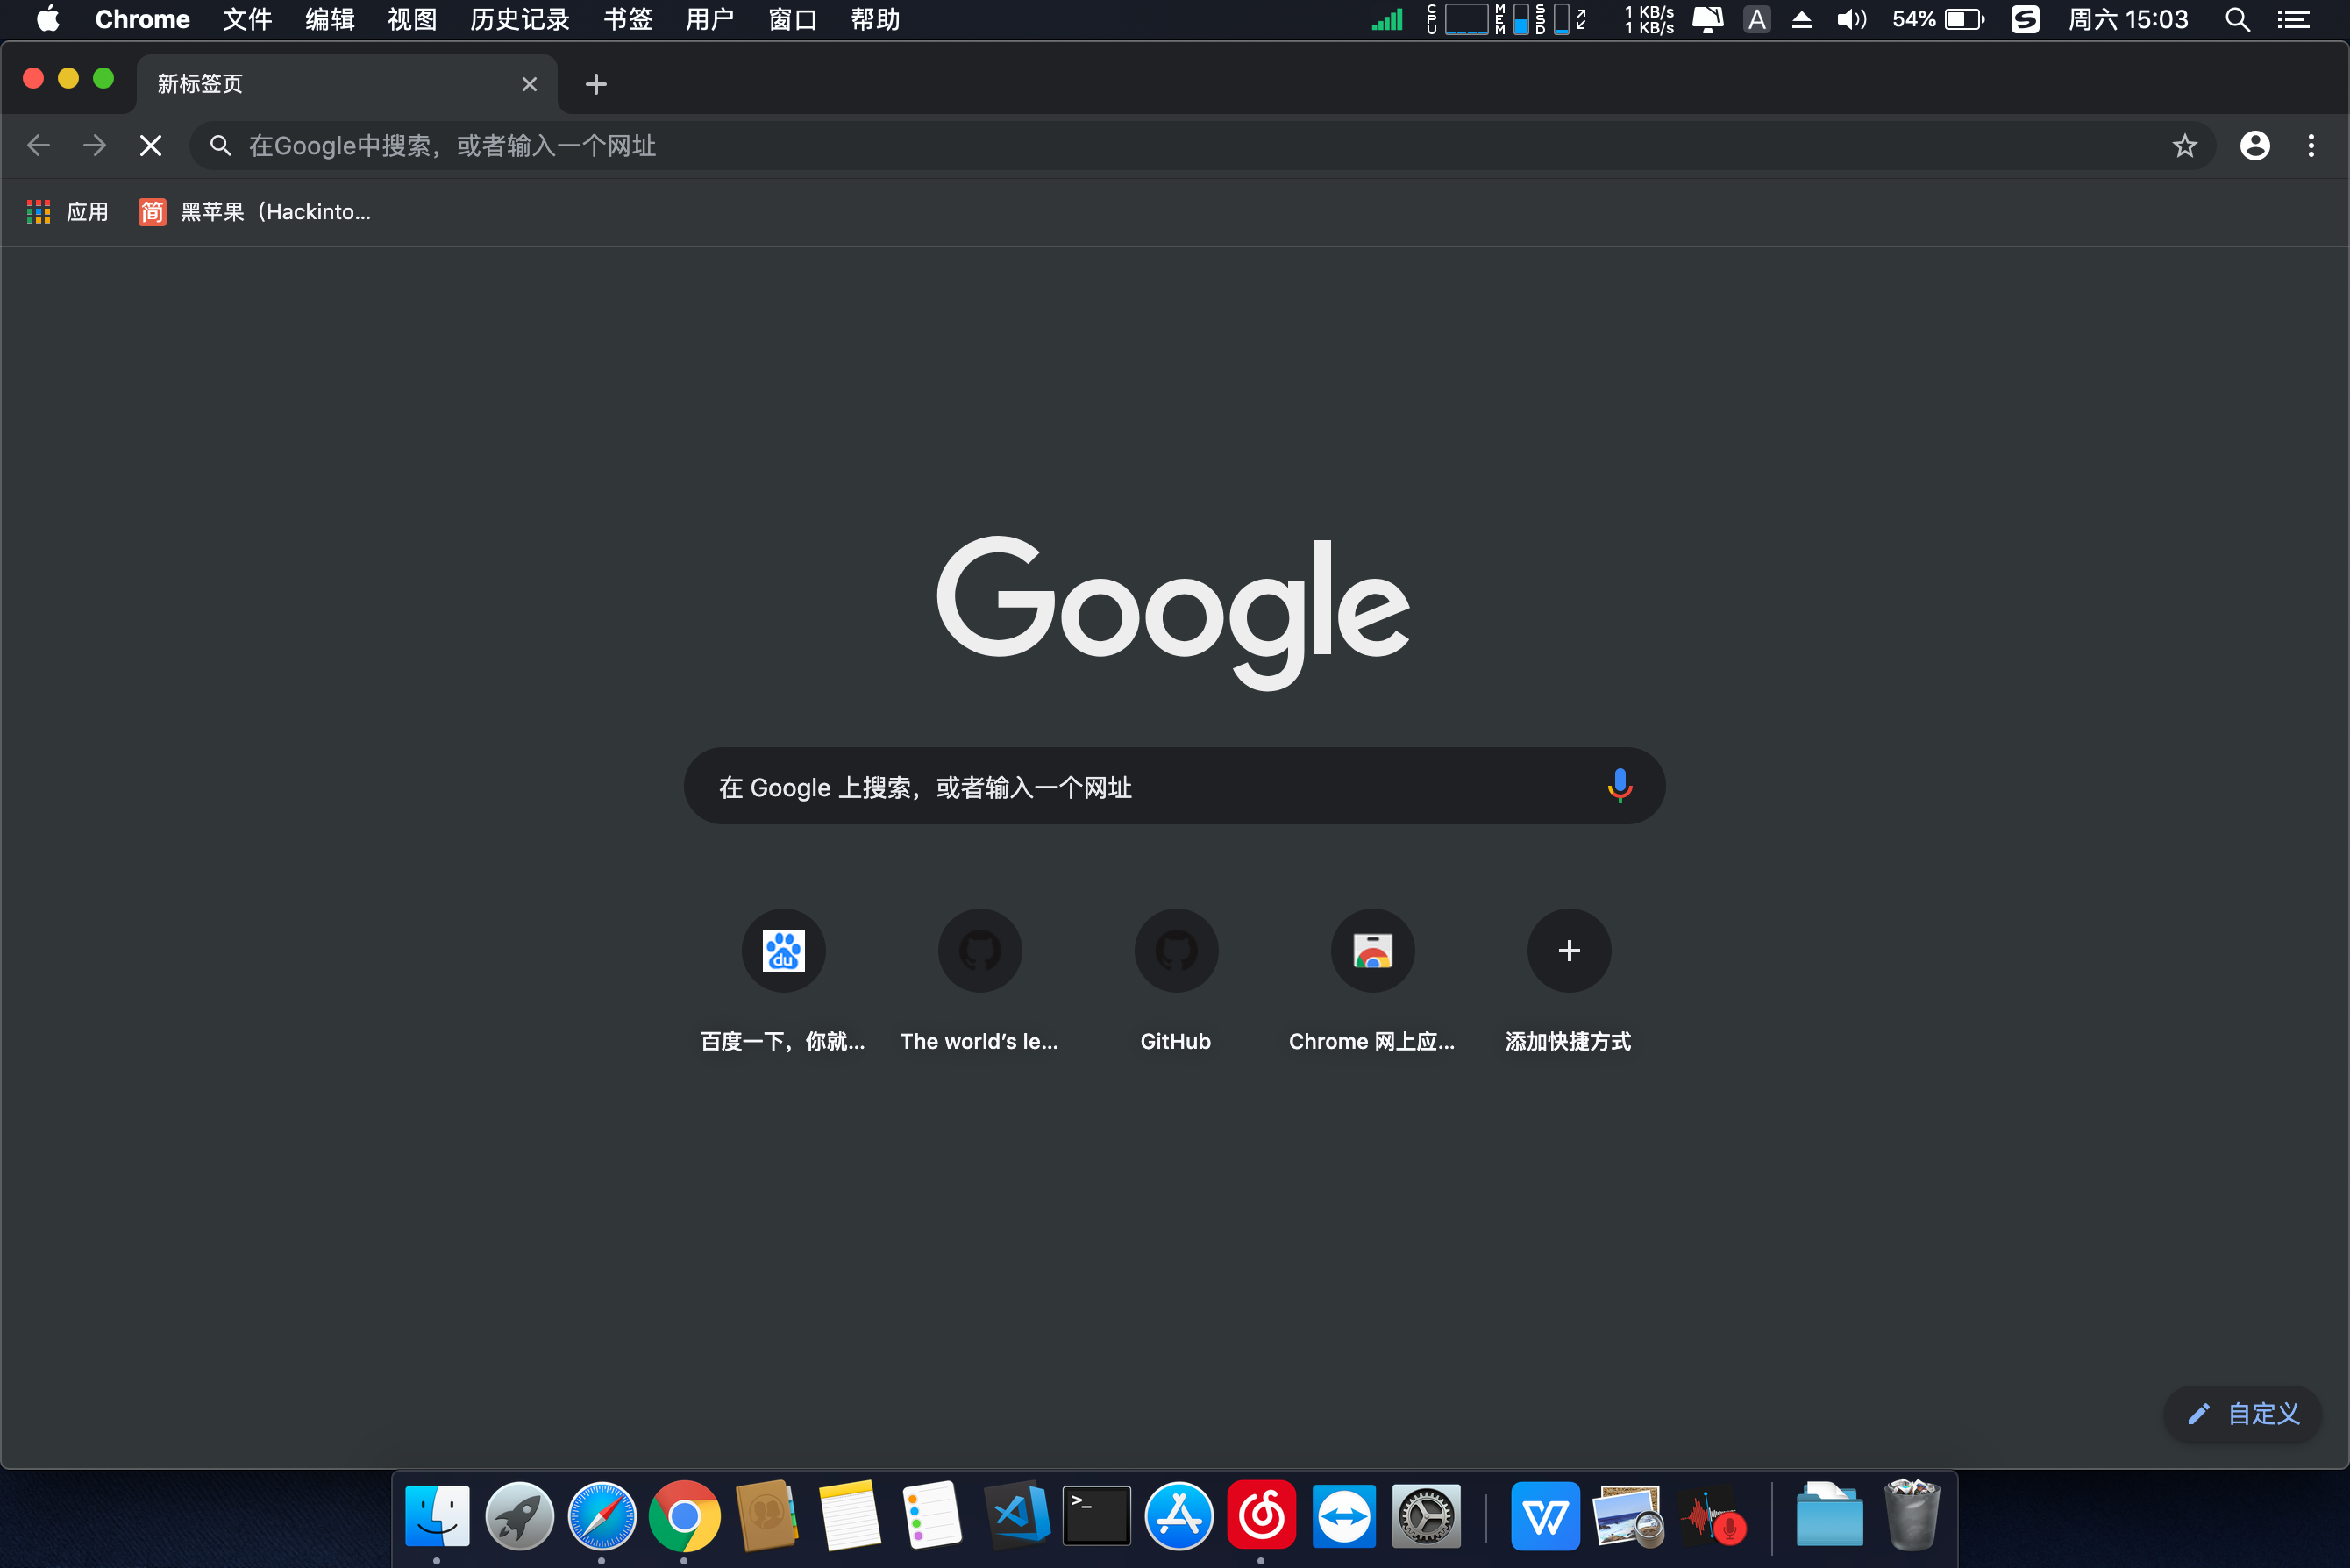 Chrome 文件 编辑 视图 历史记录 书签 用户 窗口 帮助 CPU MEM SSD 1 KB/s 1 KB/s A 54% S 周六 15:03
新标签页
在Google中搜索，或者输入一个网址
应用 简 黑苹果（Hackinto...
Google
在 Google 上搜索，或者输入一个网址
du
百度一下，你就... The world's le... GitHub Chrome 网上应... 添加快捷方式
自定义
>_ W